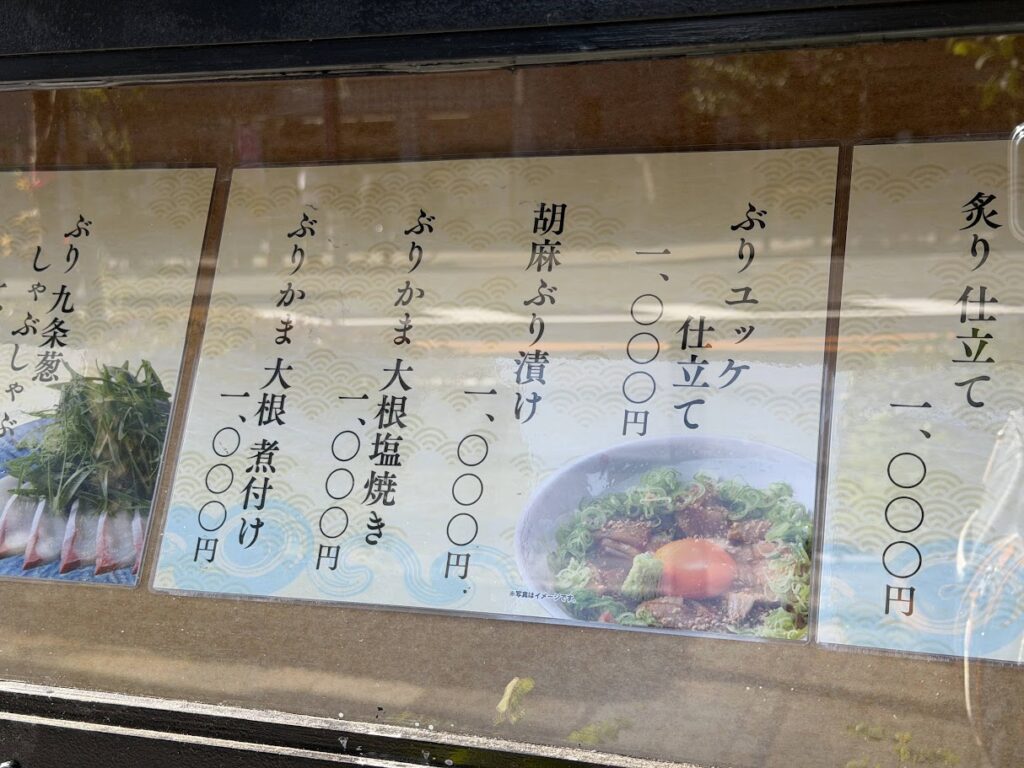 炙り仕立て
一、〇〇〇円
ぶりユッケ
仕立て
一、〇〇〇円
胡麻ぶり漬け
一、〇〇〇円
ぶりかま大根塩焼き
一、〇〇〇円
ぶりかま大根 煮付け
一、〇〇〇円
※写真はイメージです。
ぶり九条葱
しゃぶしゃぶ